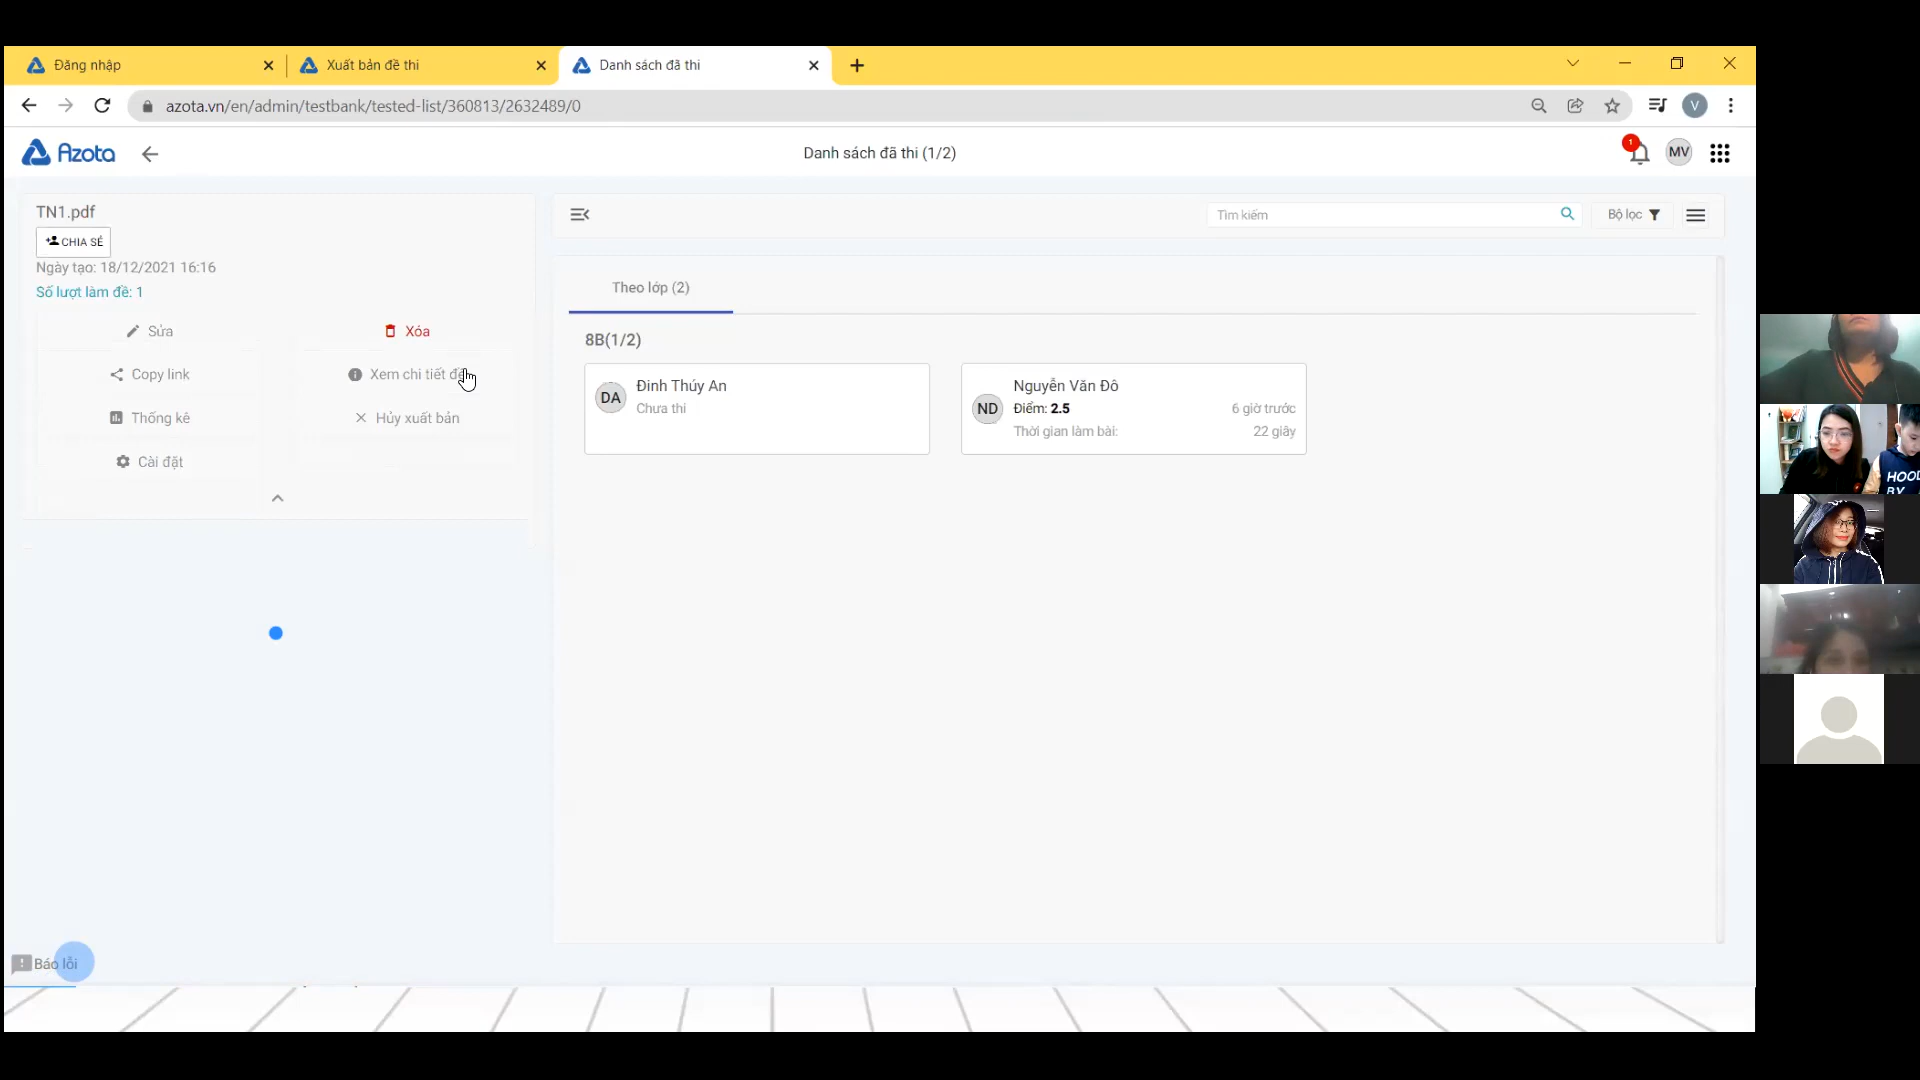 Đăng nhập
Xuất bản đề thi
Danh sách đã thi
azota.vn/en/admin/testbank/tested-list/360813/2632489/0
V
Azota
Danh sách đã thi (1/2)
1
MV
TN1.pdf
CHIA SẺ
Ngày tạo: 18/12/2021 16:16
Số lượt làm đề: 1
Sửa
Xóa
Copy link
Xem chi tiết đề
Thống kê
Hủy xuất bản
Cài đặt
Tìm kiếm
Bộ lọc
Theo lớp (2)
8B(1/2)
DA
Đinh Thúy An
Chưa thi
ND
Nguyễn Văn Đô
Điểm: 2.5
6 giờ trước
Thời gian làm bài:
22 giây
Báo lỗi
HOOD
BY